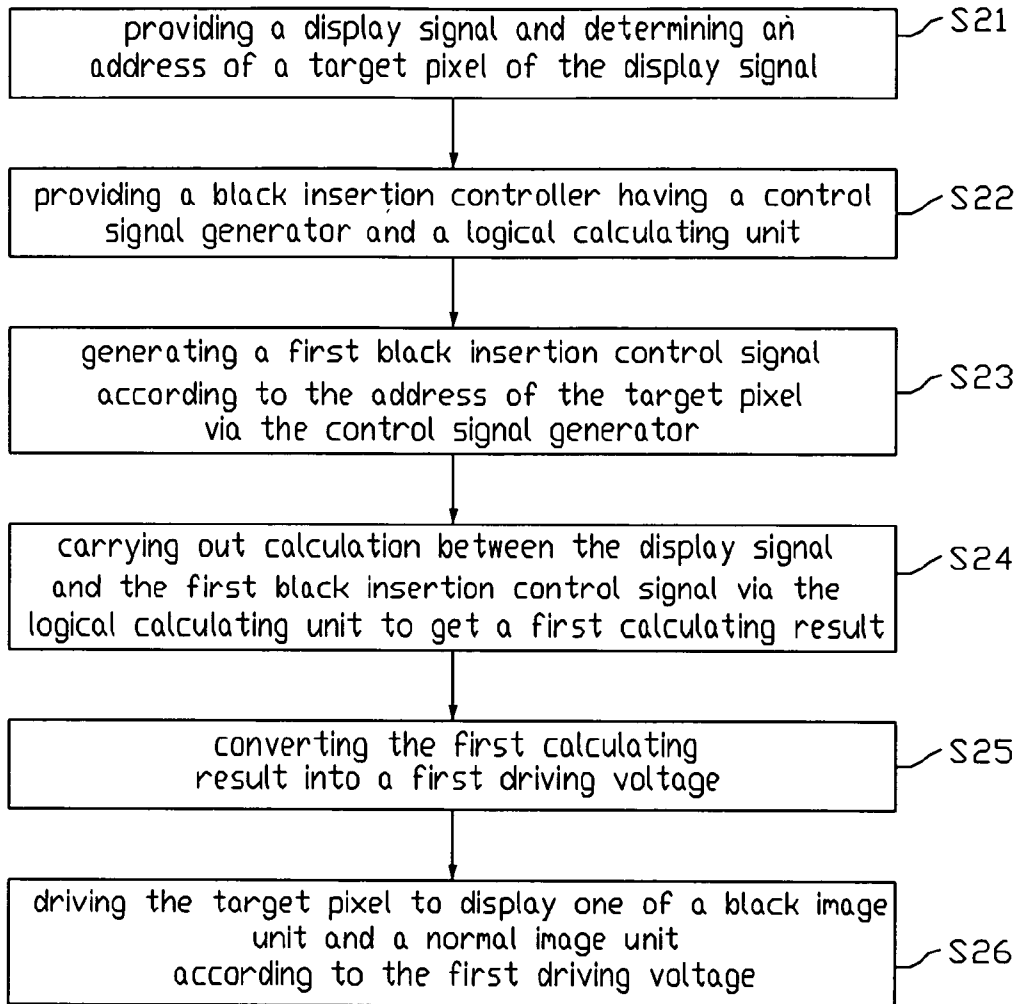 providing a display signal and determining an
address of a target pixel of the display signal
S21
providing a black insertion controller having a control
signal generator and a logical calculating unit
S22
generating a first black insertion control signal
according to the address of the target pixel
via the control signal generator
S23
carrying out calculation between the display signal
and the first black insertion control signal via the
logical calculating unit to get a first calculating result
S24
converting the first calculating
result into a first driving voltage
S25
driving the target pixel to display one of a black image
unit and a normal image unit
according to the first driving voltage
S26